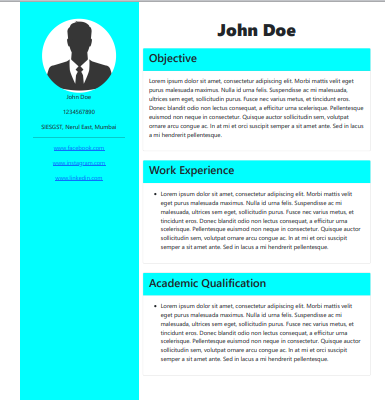 John Doe
1234567890
SIESGST, Nerul East, Mumbai
www.facebook.com
www.instagram.com
www.linkedin.com
John Doe
Objective
Lorem ipsum dolor sit amet, consectetur adipiscing elit. Morbi mattis velit eget
purus malesuada maximus. Nulla id urna sit amet mi accumsan malesuada,
ultrices sem eget, sollicitudin purus. Fusce nec varius metus, et tincidunt eros.
Donec blandit odio non lectus consequat, a efficitur lectus scelerisque. Pellentesque
euismod non neque in consectetur. Quisque auctor sollicitudin sem, volutpat
ornare arcu congue ac. In at mi et orci suscipit semper a sit amet ante. Sed in lacus
a mi hendrerit pellentesque.
Work Experience
• Lorem ipsum dolor sit amet, consectetur adipiscing elit. Morbi mattis velit
eget purus malesuada maximus. Nulla id urna sit amet mi accumsan
malesuada, ultrices sem eget, sollicitudin purus. Fusce nec varius metus, et
tincidunt eros. Donec blandit odio non lectus consequat, a efficitur lectus
scelerisque. Pellentesque euismod non neque in consectetur. Quisque auctor
sollicitudin sem, volutpat ornare arcu congue ac. In at mi et orci suscipit
semper a sit amet ante. Sed in lacus a mi hendrerit pellentesque.
Academic Qualification
• Lorem ipsum dolor sit amet, consectetur adipiscing elit. Morbi mattis velit
eget purus malesuada maximus. Nulla id urna sit amet mi accumsan
malesuada, ultrices sem eget, sollicitudin purus. Fusce nec varius metus, et
tincidunt eros. Donec blandit odio non lectus consequat, a efficitur lectus
scelerisque. Pellentesque euismod non neque in consectetur. Quisque auctor
sollicitudin sem, volutpat ornare arcu congue ac. In at mi et orci suscipit
semper a sit amet ante. Sed in lacus a mi hendrerit pellentesque.